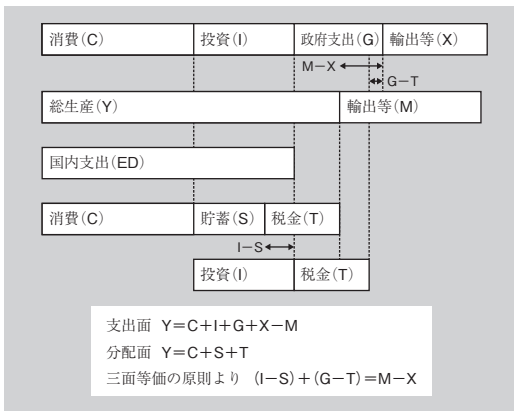 消費(C) 投資(I) 政府支出(G) 輸出等(X)
M−X
G−T
総生産(Y) 輸出等(M)
国内支出(ED)
消費(C) 貯蓄(S) 税金(T)
I−S
投資(I) 税金(T)
支出面 Y=C+I+G+X−M
分配面 Y=C+S+T
三面等価の原則より (I−S)+(G−T)=M−X